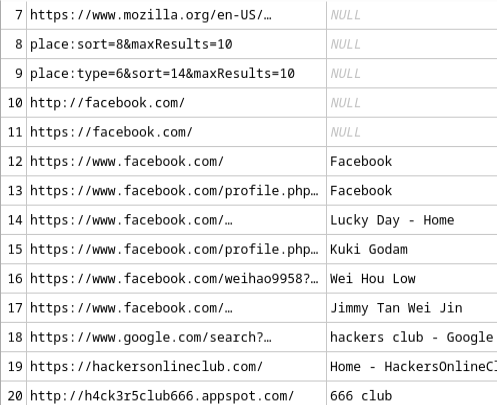 7 https://www.mozilla.org/en-US/… NULL
8 place:sort=8&maxResults=10 NULL
9 place:type=6&sort=14&maxResults=10 NULL
10 http://facebook.com/ NULL
11 https://facebook.com/ NULL
12 https://www.facebook.com/ Facebook
13 https://www.facebook.com/profile.php… Facebook
14 https://www.facebook.com/… Lucky Day - Home
15 https://www.facebook.com/profile.php… Kuki Godam
16 https://www.facebook.com/weihao9958?… Wei Hou Low
17 https://www.facebook.com/… Jimmy Tan Wei Jin
18 https://www.google.com/search?… hackers club - Google
19 https://hackersonlineclub.com/ Home - HackersOnlineCl
20 http://h4ck3r5club666.appspot.com/ 666 club